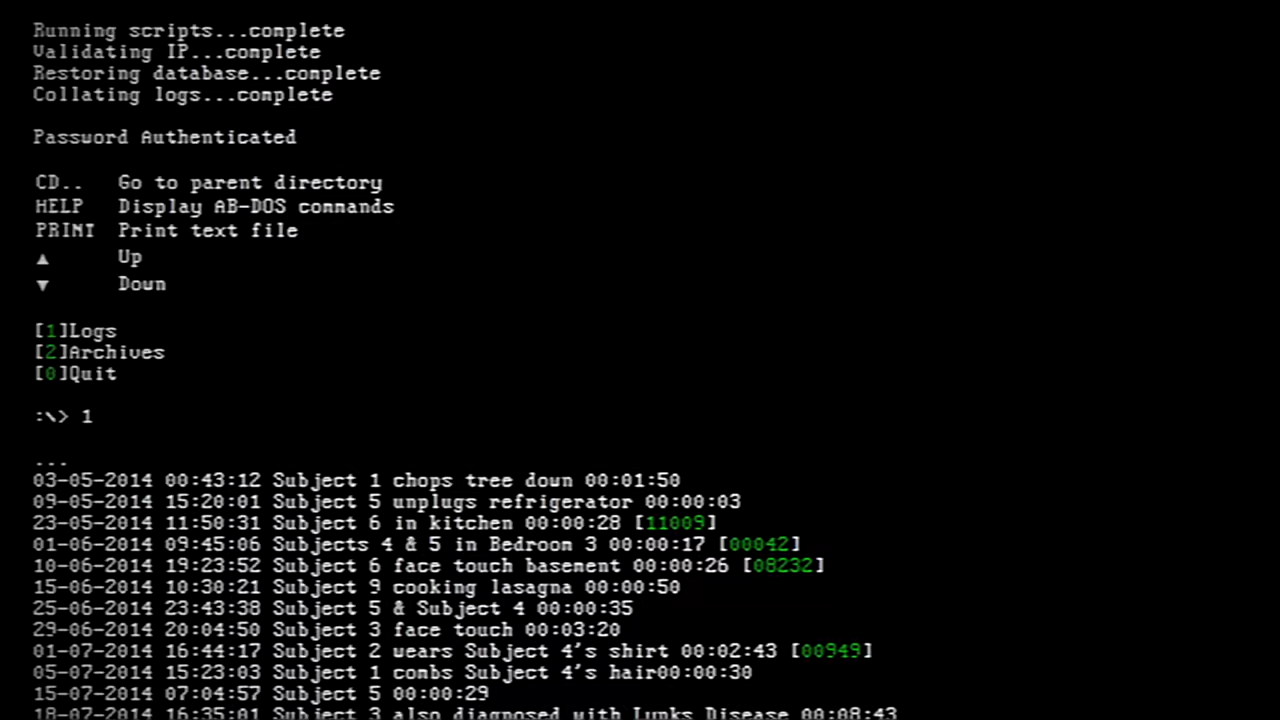 Running scripts...complete
Validating IP...complete
Restoring database...complete
Collating logs...complete
Password Authenticated
CD.. Go to parent directory
HELP Display AB-DOS commands
PRINT Print text file
▲ Up
▼ Down
[1]Logs
[2]Archives
[0]Quit
:\> 1
...
03-05-2014 00:43:12 Subject 1 chops tree down 00:01:50
09-05-2014 15:20:01 Subject 5 unplugs refrigerator 00:00:03
23-05-2014 11:50:31 Subject 6 in kitchen 00:00:28 [11009]
01-06-2014 09:45:06 Subjects 4 & 5 in Bedroom 3 00:00:17 [00042]
10-06-2014 19:23:52 Subject 6 face touch basement 00:00:26 [08232]
15-06-2014 10:30:21 Subject 9 cooking lasagna 00:00:50
25-06-2014 23:43:38 Subject 5 & Subject 4 00:00:35
29-06-2014 20:04:50 Subject 3 face touch 00:03:20
01-07-2014 16:44:17 Subject 2 wears Subject 4's shirt 00:02:43 [00949]
05-07-2014 15:23:03 Subject 1 combs Subject 4's hair00:00:30
15-07-2014 07:04:57 Subject 5 00:00:29
18-07-2014 16:35:01 Subject 3 also diagnosed with Lynks Disease 00:08:43